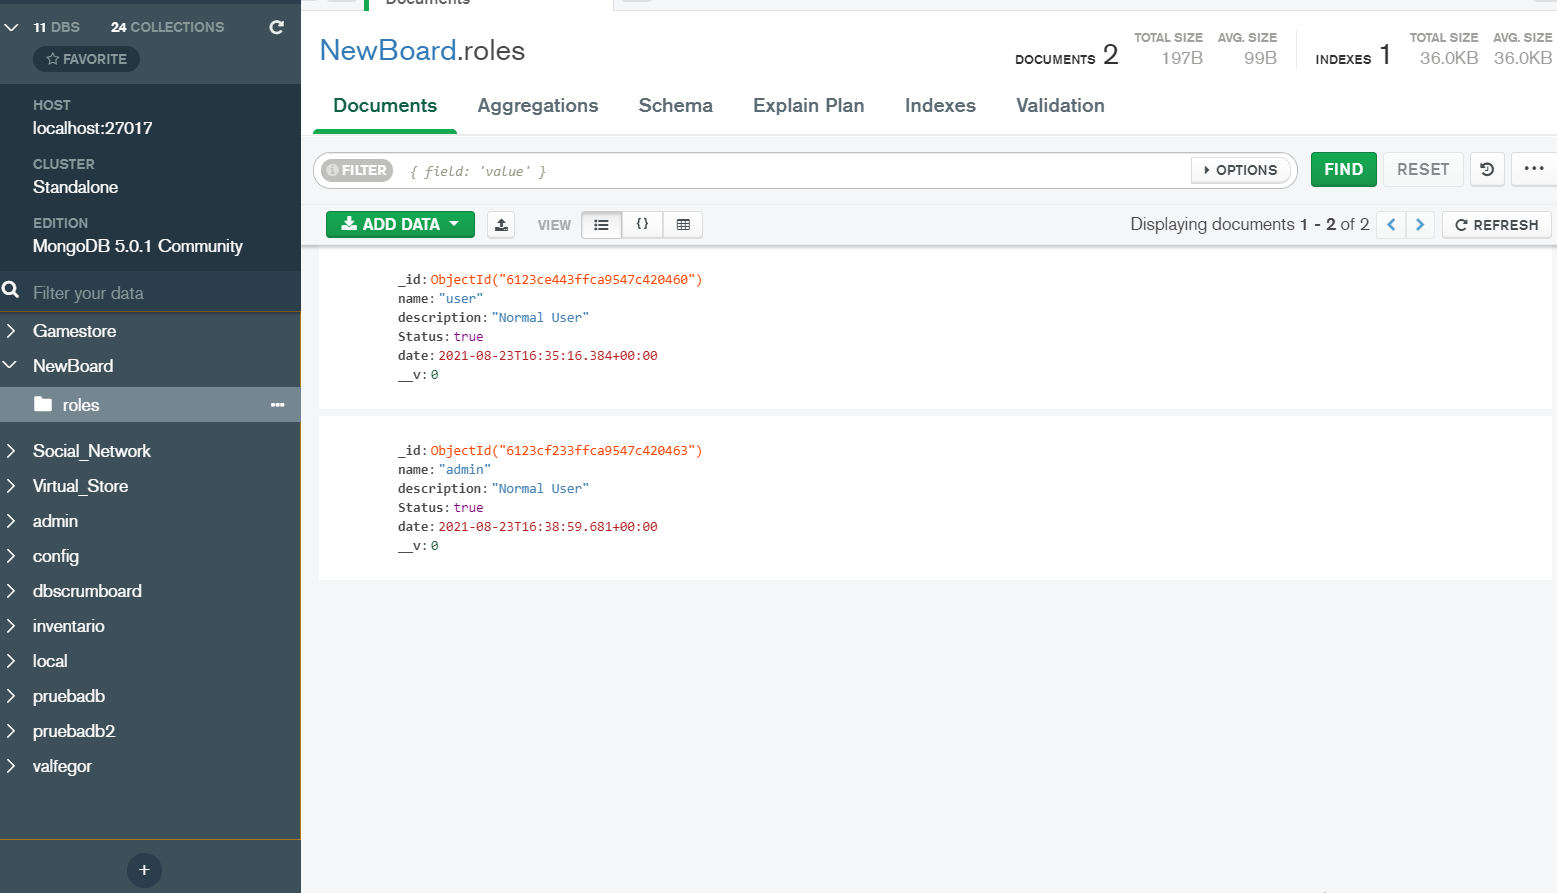 11 DBS 24 COLLECTIONS
FAVORITE
HOST
localhost:27017
CLUSTER
Standalone
EDITION
MongoDB 5.0.1 Community
Filter your data
Gamestore
NewBoard
roles
Social_Network
Virtual_Store
admin
config
dbscrumboard
inventario
local
pruebadb
pruebadb2
valfegor
+
Documents
NewBoard.roles
DOCUMENTS 2
TOTAL SIZE
197B
AVG. SIZE
99B
INDEXES 1
TOTAL SIZE
36.0KB
AVG. SIZE
36.0KB
Documents Aggregations Schema Explain Plan Indexes Validation
FILTER { field: 'value' } OPTIONS FIND RESET
ADD DATA VIEW {} Displaying documents 1 - 2 of 2 REFRESH
_id: ObjectId("6123ce443ffca9547c420460")
name: "user"
description: "Normal User"
Status: true
date: 2021-08-23T16:35:16.384+00:00
__v: 0
_id: ObjectId("6123cf233ffca9547c420463")
name: "admin"
description: "Normal User"
Status: true
date: 2021-08-23T16:38:59.681+00:00
__v: 0